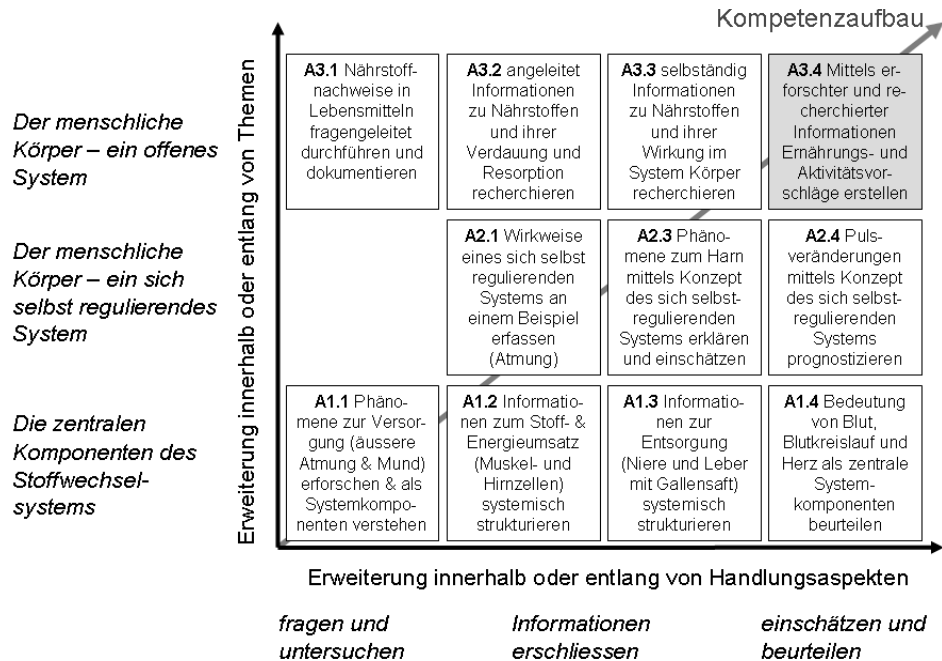 Kompetenzaufbau
Erweiterung innerhalb oder entlang von Themen
Der menschliche
Körper – ein offenes
System
A3.1 Nährstoff-
nachweise in
Lebensmitteln
fragengeleitet
durchführen und
dokumentieren
A3.2 angeleitet
Informationen
zu Nährstoffen
und ihrer
Verdauung und
Resorption
recherchieren
A3.3 selbständig
Informationen
zu Nährstoffen
und ihrer
Wirkung im
System Körper
recherchieren
A3.4 Mittels er-
forschter und re-
cherchierter
Informationen
Ernährungs- und
Aktivitätsvor-
schläge erstellen
Der menschliche
Körper – ein sich
selbst regulierendes
System
A2.1 Wirkweise
eines sich selbst
regulierenden
Systems an
einem Beispiel
erfassen
(Atmung)
A2.3 Phäno-
mene zum Harn
mittels Konzept
des sich selbst-
regulierenden
Systems erklären
und einschätzen
A2.4 Puls-
veränderungen
mittels Konzept
des sich selbst-
regulierenden
Systems
prognostizieren
Die zentralen
Komponenten des
Stoffwechsel-
systems
A1.1 Phäno-
mene zur Versor-
gung (äussere
Atmung & Mund)
erforschen & als
Systemkompo-
nenten verstehen
A1.2 Informatio-
nen zum Stoff- &
Energieumsatz
(Muskel- und
Hirnzellen)
systemisch
strukturieren
A1.3 Informatio-
nen zur
Entsorgung
(Niere und Leber
mit Gallensaft)
systemisch
strukturieren
A1.4 Bedeutung
von Blut,
Blutkreislauf und
Herz als zentrale
System-
komponenten
beurteilen
Erweiterung innerhalb oder entlang von Handlungsaspekten
fragen und
untersuchen
Informationen
erschliessen
einschätzen und
beurteilen